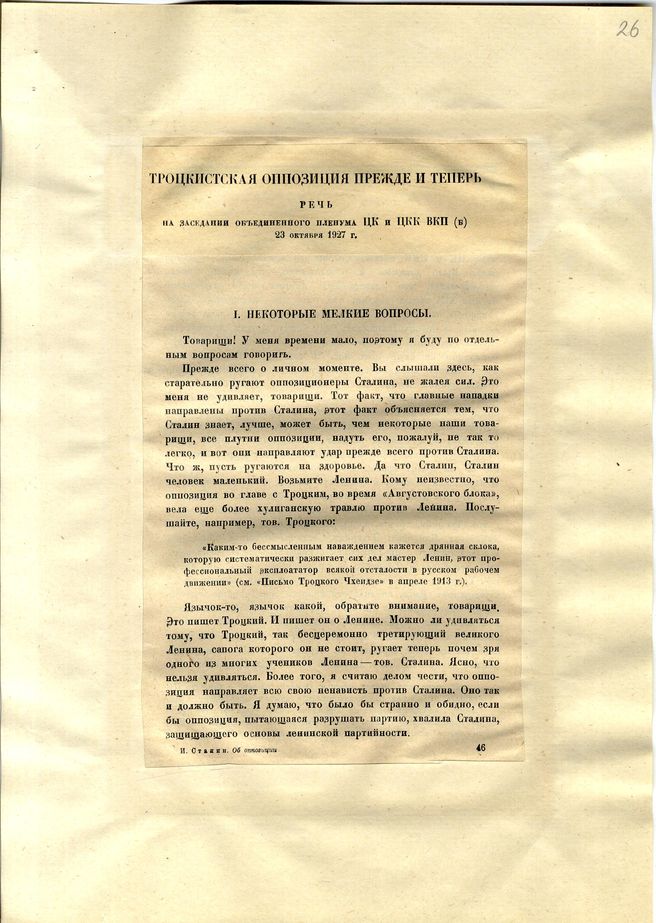 26
ТРОЦКИСТСКАЯ ОППОЗИЦИЯ ПРЕЖДЕ И ТЕПЕРЬ
РЕЧЬ
НА ЗАСЕДАНИИ ОБЪЕДИНЕННОГО ПЛЕНУМА ЦК И ЦКК ВКП (Б)
23 ОКТЯБРЯ 1927 Г.
I. НЕКОТОРЫЕ МЕЛКИЕ ВОПРОСЫ.
Товарищи! У меня времени мало, поэтому я буду по отдель-
ным вопросам говорить.
Прежде всего о личном моменте. Вы слышали здесь, как
старательно ругают оппозиционеры Сталина, не жалея сил. Это
меня не удивляет, товарищи. Тот факт, что главные нападки
направлены против Сталина, этот факт объясняется тем, что
Сталин знает, лучше, может быть, чем некоторые наши това-
рищи, все плутни оппозиции, надуть его, пожалуй, не так то
легко, и вот они направляют удар прежде всего против Сталина.
Что ж, пусть ругаются на здоровье. Да что Сталин, Сталин
человек маленький. Возьмите Ленина. Кому неизвестно, что
оппозиция во главе с Троцким, во время «Августовского блока»,
вела еще более хулиганскую травлю против Ленина. Послу-
шайте, например, тов. Троцкого:
«Каким-то бессмысленным наваждением кажется дрянная склока,
которую систематически разжигает сих дел мастер Ленин, этот про-
фессиональный эксплоататор всякой отсталости в русском рабочем
движении» (см. «Письмо Троцкого Чхеидзе» в апреле 1913 г.).
Язычок-то, язычок какой, обратите внимание, товарищи.
Это пишет Троцкий. И пишет он о Ленине. Можно ли удивляться
тому, что Троцкий, так бесцеремонно третирующий великого
Ленина, сапога которого он не стоит, ругает теперь почем зря
одного из многих учеников Ленина — тов. Сталина. Ясно, что
нельзя удивляться. Более того, я считаю делом чести, что оппо-
зиция направляет всю свою ненависть против Сталина. Оно так
и должно быть. Я думаю, что было бы странно и обидно, если
бы оппозиция, пытающаяся разрушать партию, хвалила Сталина,
защищающего основы ленинской партийности.
И. Сталин. Об оппозиции 46